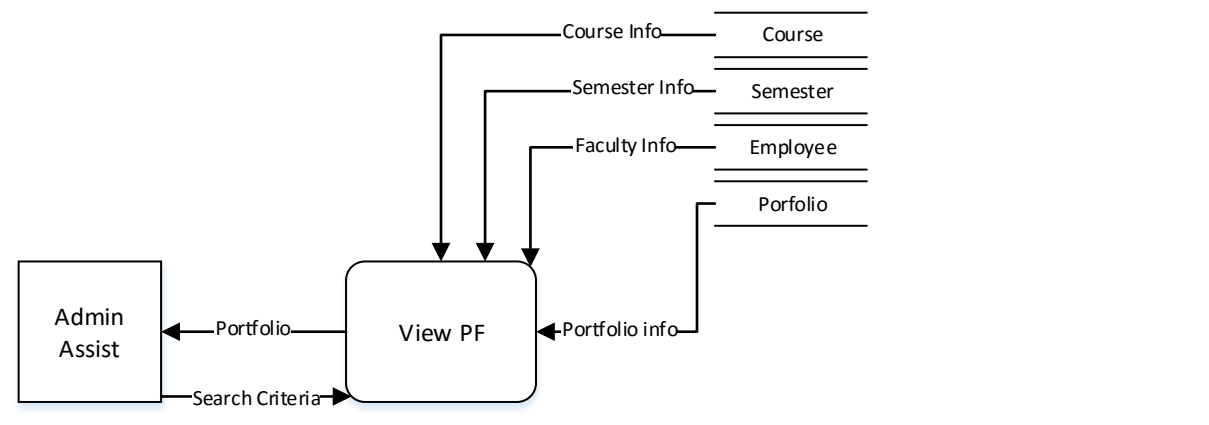 Course Info
Course
Semester Info
Semester
Faculty Info
Employee
Porfolio
Admin
Assist
Portfolio
View PF
Portfolio info
Search Criteria